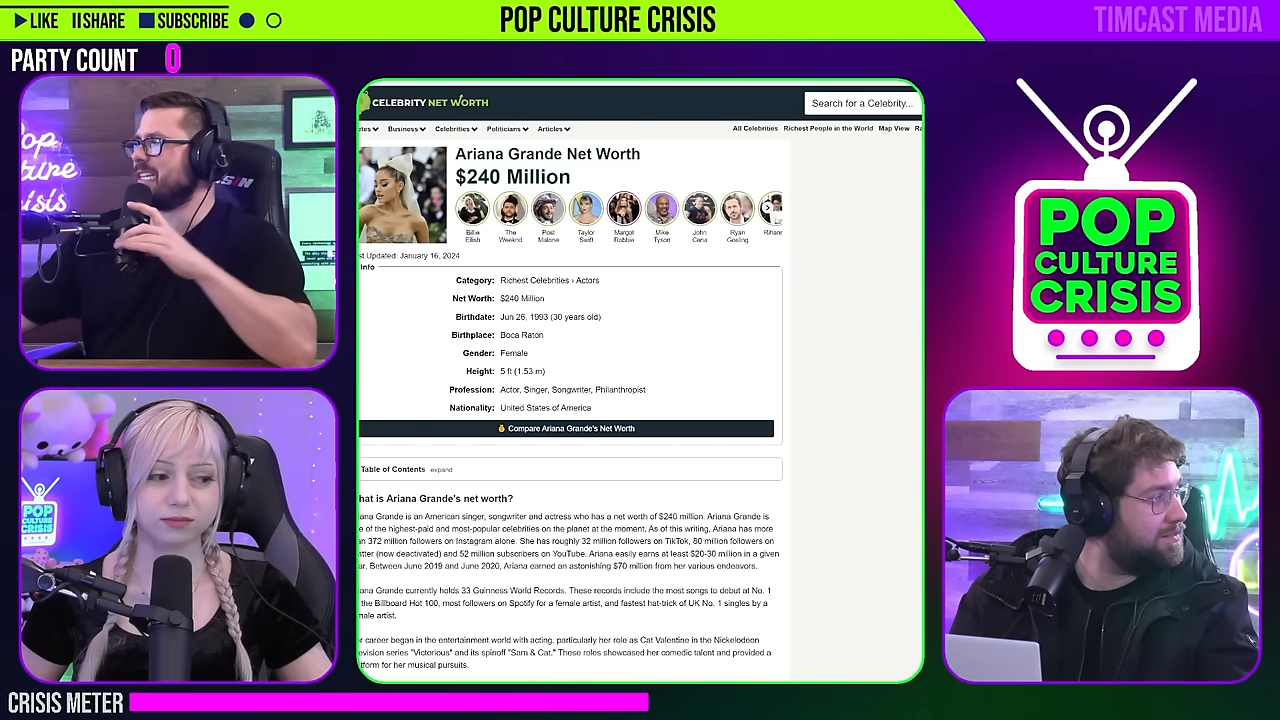 LIKE SHARE SUBSCRIBE
POP CULTURE CRISIS
TIMCAST MEDIA
PARTY COUNT 0
CELEBRITY NET WORTH
Search for a Celebrity...
Business Celebrities Politicians Articles
All Celebrities Richest People in the World Map View
Ariana Grande Net Worth
$240 Million
Billie Eilish
The Weeknd
Post Malone
Taylor Swift
Margot Robbie
Mike Tyson
John Cena
Ryan Gosling
Updated: January 16, 2024
Info
Category: Richest Celebrities › Actors
Net Worth: $240 Million
Birthdate: Jun 26, 1993 (30 years old)
Birthplace: Boca Raton
Gender: Female
Height: 5 ft (1.53 m)
Profession: Actor, Singer, Songwriter, Philanthropist
Nationality: United States of America
Compare Ariana Grande's Net Worth
Table of Contents expand
hat is Ariana Grande's net worth?
ana Grande is an American singer, songwriter and actress who has a net worth of $240 million. Ariana Grande is
e of the highest-paid and most-popular celebrities on the planet at the moment. As of this writing, Ariana has more
n 372 million followers on Instagram alone. She has roughly 32 million followers on TikTok, 80 million followers on
tter (now deactivated) and 52 million subscribers on YouTube. Ariana easily earns at least $20-30 million in a given
ar. Between June 2019 and June 2020, Ariana earned an astonishing $70 million from her various endeavors.
ana Grande currently holds 33 Guinness World Records. These records include the most songs to debut at No. 1
the Billboard Hot 100, most followers on Spotify for a female artist, and fastest hat-trick of UK No. 1 singles by a
male artist.
r career began in the entertainment world with acting, particularly her role as Cat Valentine in the Nickelodeon
evision series "Victorious" and its spinoff "Sam & Cat." These roles showcased her comedic talent and provided a
tform for her musical pursuits.
POP
CULTURE
CRISIS
POP
CULTURE
CRISIS
CRISIS METER